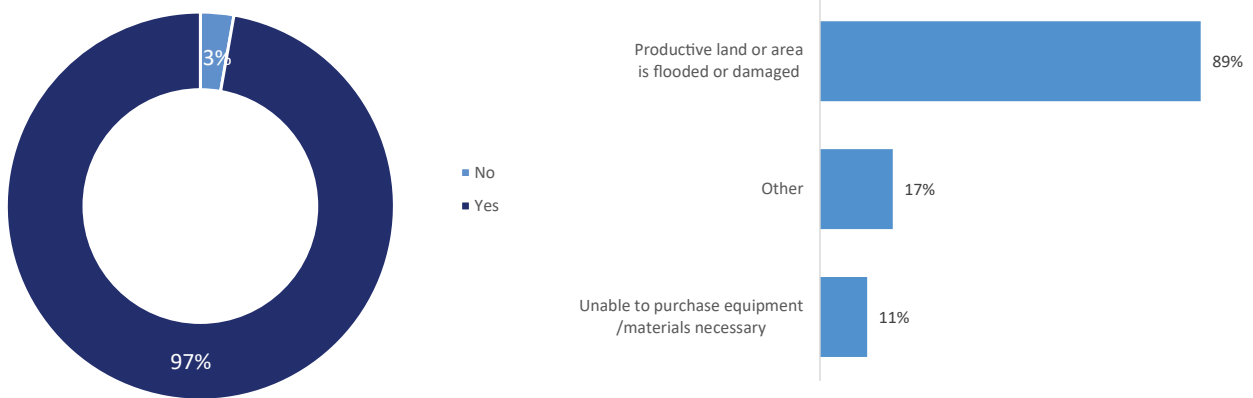 3%
97%
No
Yes
Productive land or area
is flooded or damaged
89%
Other
17%
Unable to purchase equipment
/materials necessary
11%